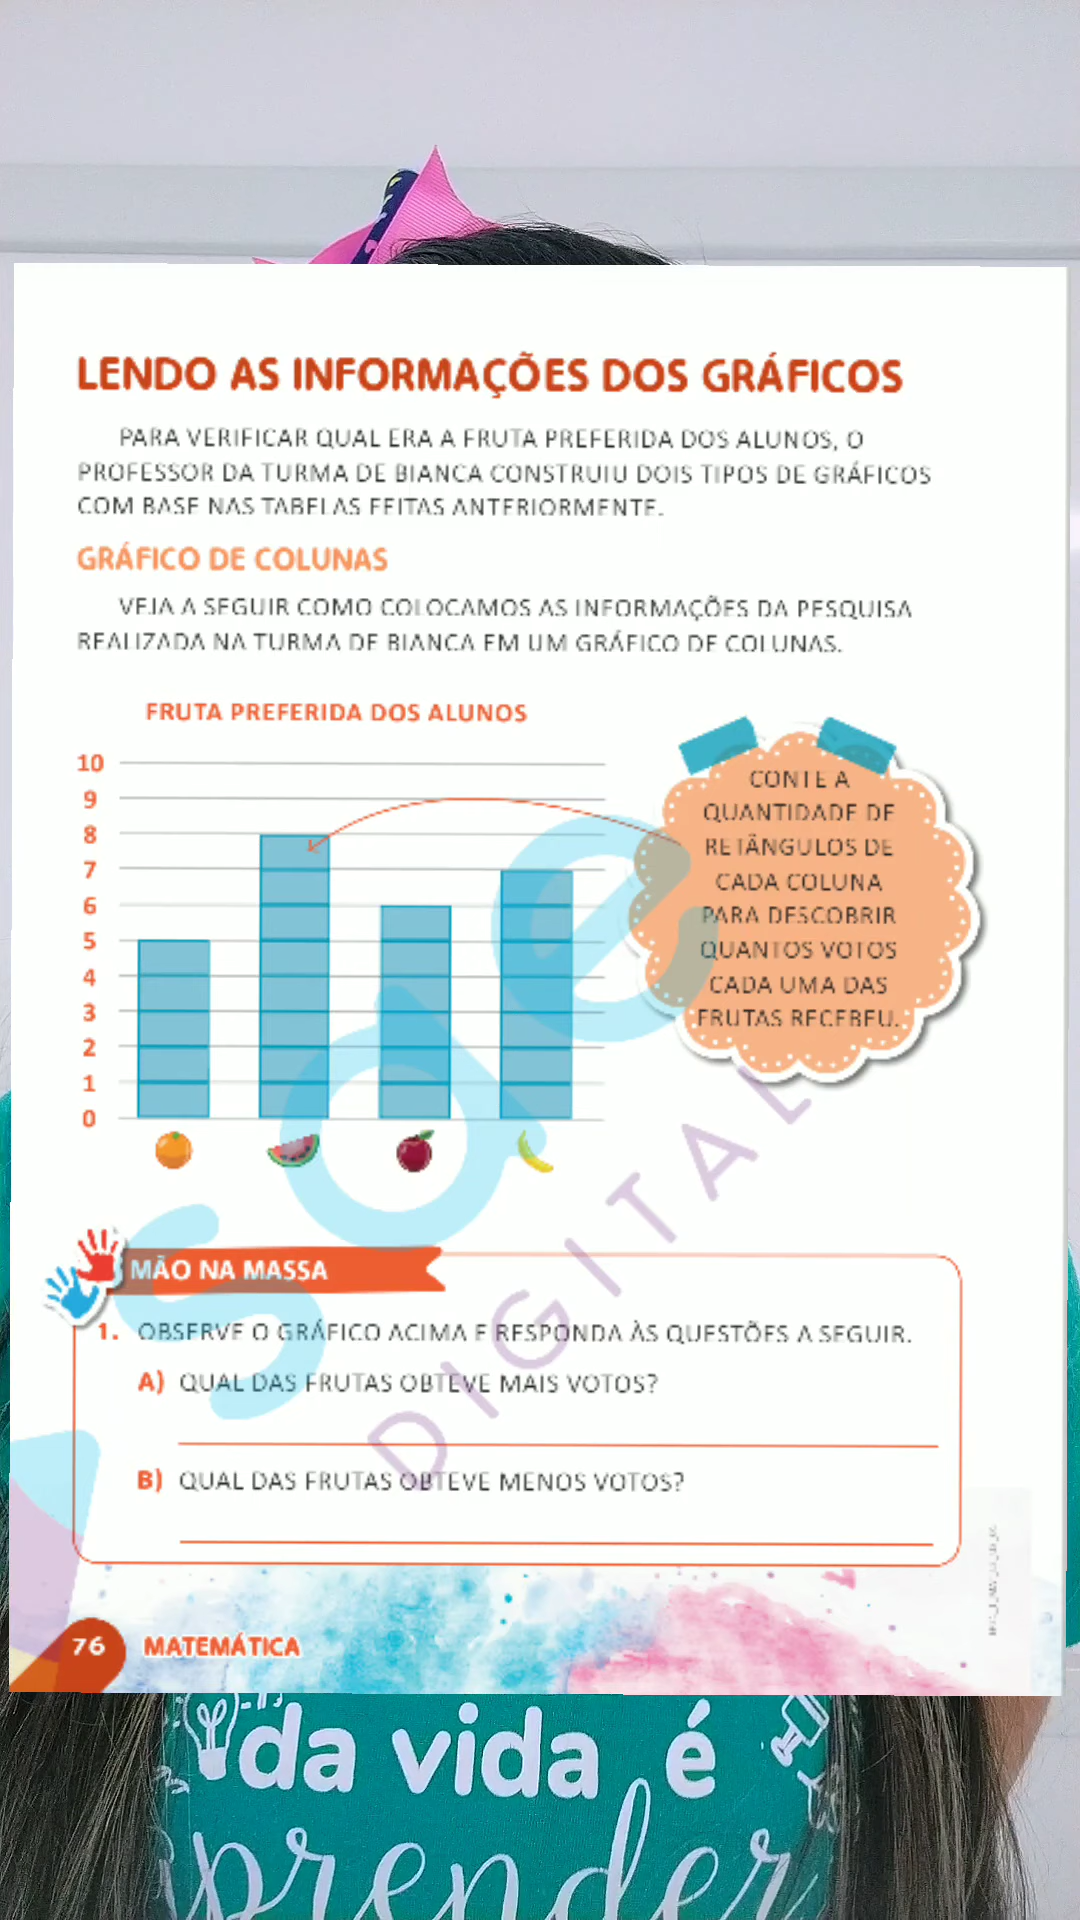 LENDO AS INFORMAÇÕES DOS GRÁFICOS
PARA VERIFICAR QUAL ERA A FRUTA PREFERIDA DOS ALUNOS, O
PROFESSOR DA TURMA DE BIANCA CONSTRUIU DOIS TIPOS DE GRÁFICOS
COM BASE NAS TABELAS FEITAS ANTERIORMENTE.
GRÁFICO DE COLUNAS
VEJA A SEGUIR COMO COLOCAMOS AS INFORMAÇÕES DA PESQUISA
REALIZADA NA TURMA DE BIANCA EM UM GRÁFICO DE COLUNAS.
FRUTA PREFERIDA DOS ALUNOS
10
9
8
7
6
5
4
3
2
1
0
CONTE A
QUANTIDADE DE
RETÂNGULOS DE
CADA COLUNA
PARA DESCOBRIR
QUANTOS VOTOS
CADA UMA DAS
FRUTAS RECEBEU.
sae
DIGITAL
MÃO NA MASSA
1. OBSERVE O GRÁFICO ACIMA E RESPONDA ÀS QUESTÕES A SEGUIR.
A) QUAL DAS FRUTAS OBTEVE MAIS VOTOS?
B) QUAL DAS FRUTAS OBTEVE MENOS VOTOS?
76 MATEMÁTICA
da vida é
prender